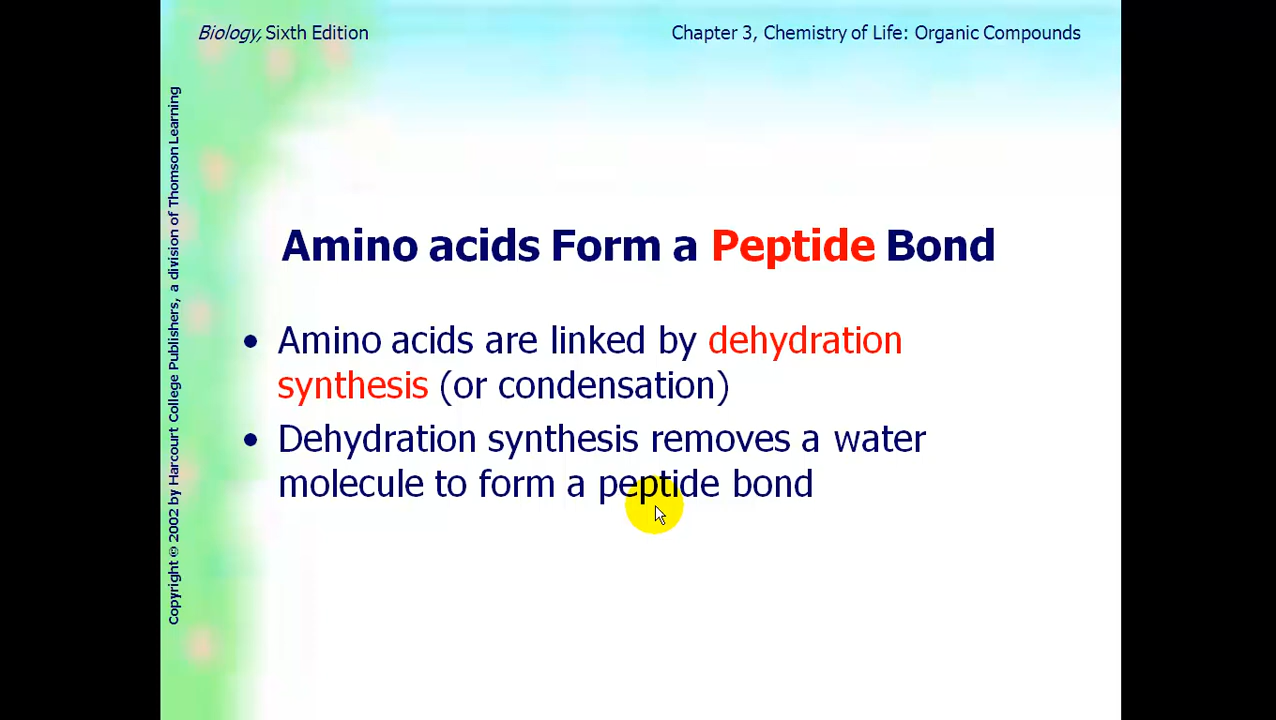 Biology, Sixth Edition
Chapter 3, Chemistry of Life: Organic Compounds
Copyright © 2002 by Harcourt College Publishers, a division of Thomson Learning
Amino acids Form a Peptide Bond
• Amino acids are linked by dehydration
synthesis (or condensation)
• Dehydration synthesis removes a water
molecule to form a peptide bond